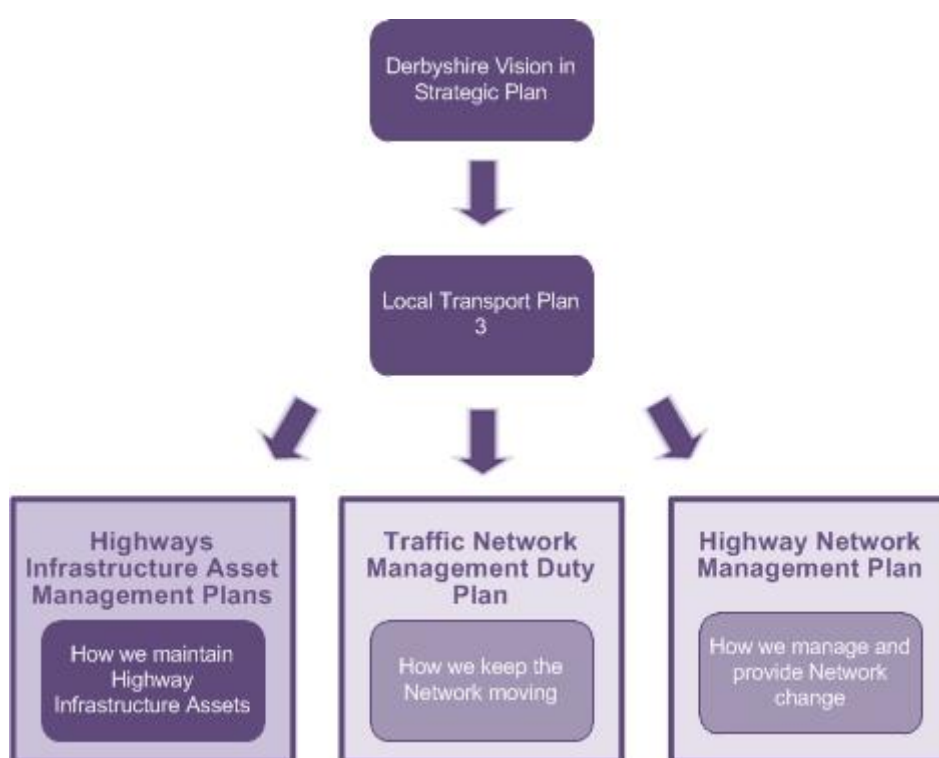 Derbyshire Vision in
Strategic Plan
Local Transport Plan
3
Highways
Infrastructure Asset
Management Plans
How we maintain
Highway
Infrastructure Assets
Traffic Network
Management Duty
Plan
How we keep the
Network moving
Highway Network
Management Plan
How we manage and
provide Network
change